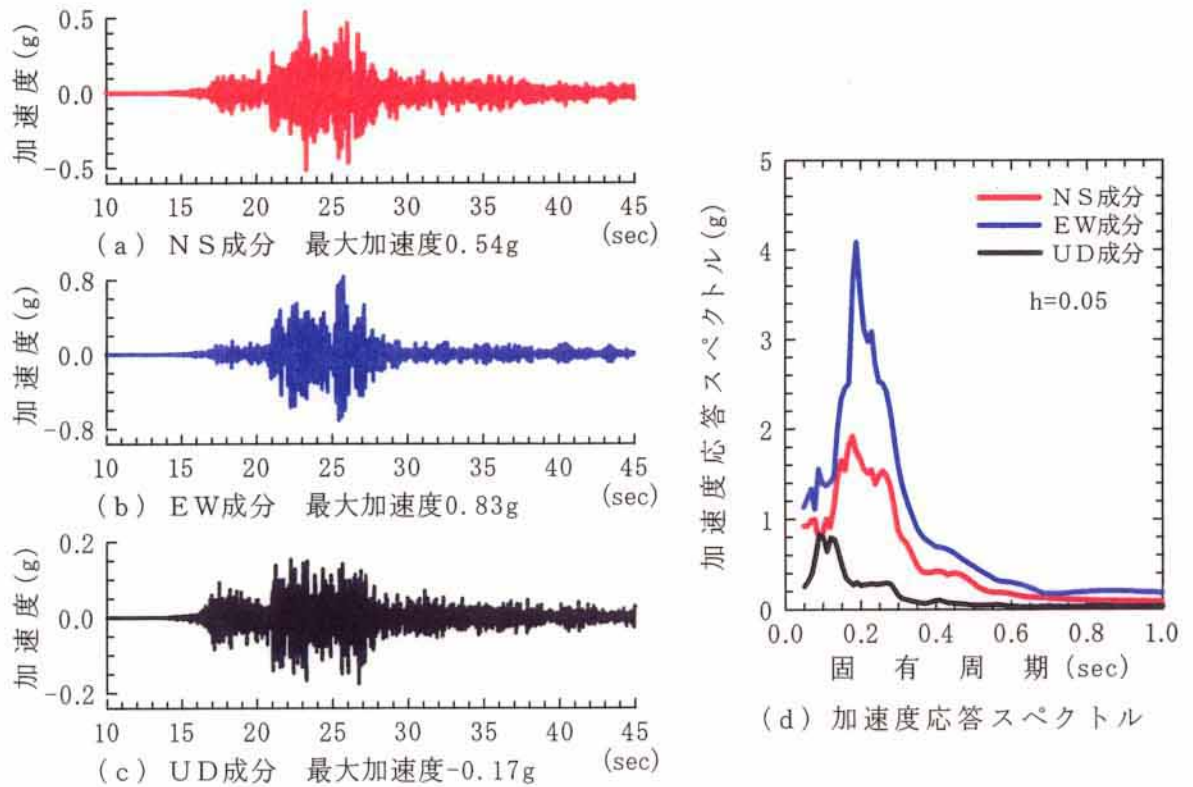 0.5
加速度(g)
0.0
-0.5
10 15 20 25 30 35 40 45
(a) NS成分 最大加速度0.54g (sec)
0.8
加速度(g)
0.0
-0.8
10 15 20 25 30 35 40 45
(b) EW成分 最大加速度0.83g (sec)
0.2
加速度(g)
0.0
-0.2
10 15 20 25 30 35 40 45
(c) UD成分 最大加速度-0.17g (sec)
加速度応答スペクトル(g)
5
4
3
2
1
0
NS成分
EW成分
UD成分
h=0.05
0.0 0.2 0.4 0.6 0.8 1.0
固有周期(sec)
(d) 加速度応答スペクトル